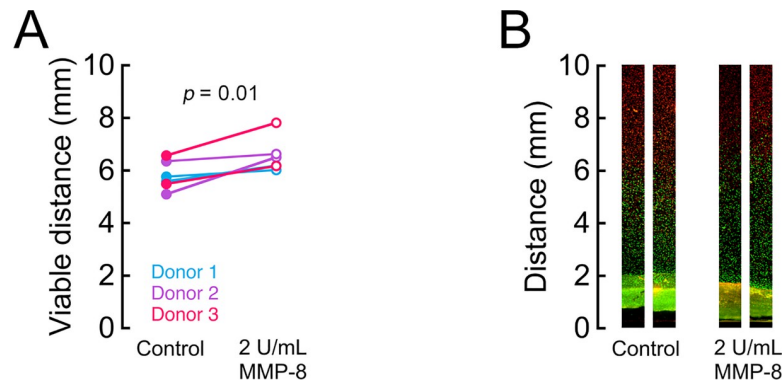 A
Viable distance (mm)
10
8
6
4
2
0
p = 0.01
Donor 1
Donor 2
Donor 3
Control
2 U/mL
MMP-8
B
Distance (mm)
10
8
6
4
2
0
Control
2 U/mL
MMP-8